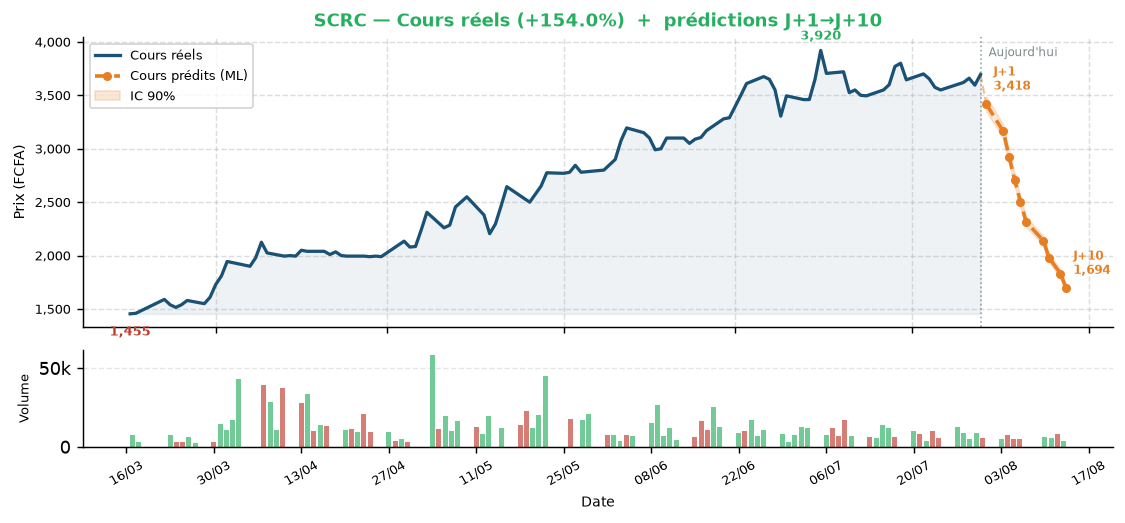 SCRC — Cours réels (+154.0%)  +  prédictions J+1→J+10
3,920
4,000
3,500
3,000
2,500
2,000
1,500
Prix (FCFA)
Cours réels
Cours prédits (ML)
IC 90%
Aujourd'hui
J+1
3,418
J+10
1,694
1,455
50k
0
Volume
16/03
30/03
13/04
27/04
11/05
25/05
08/06
22/06
06/07
20/07
03/08
17/08
Date